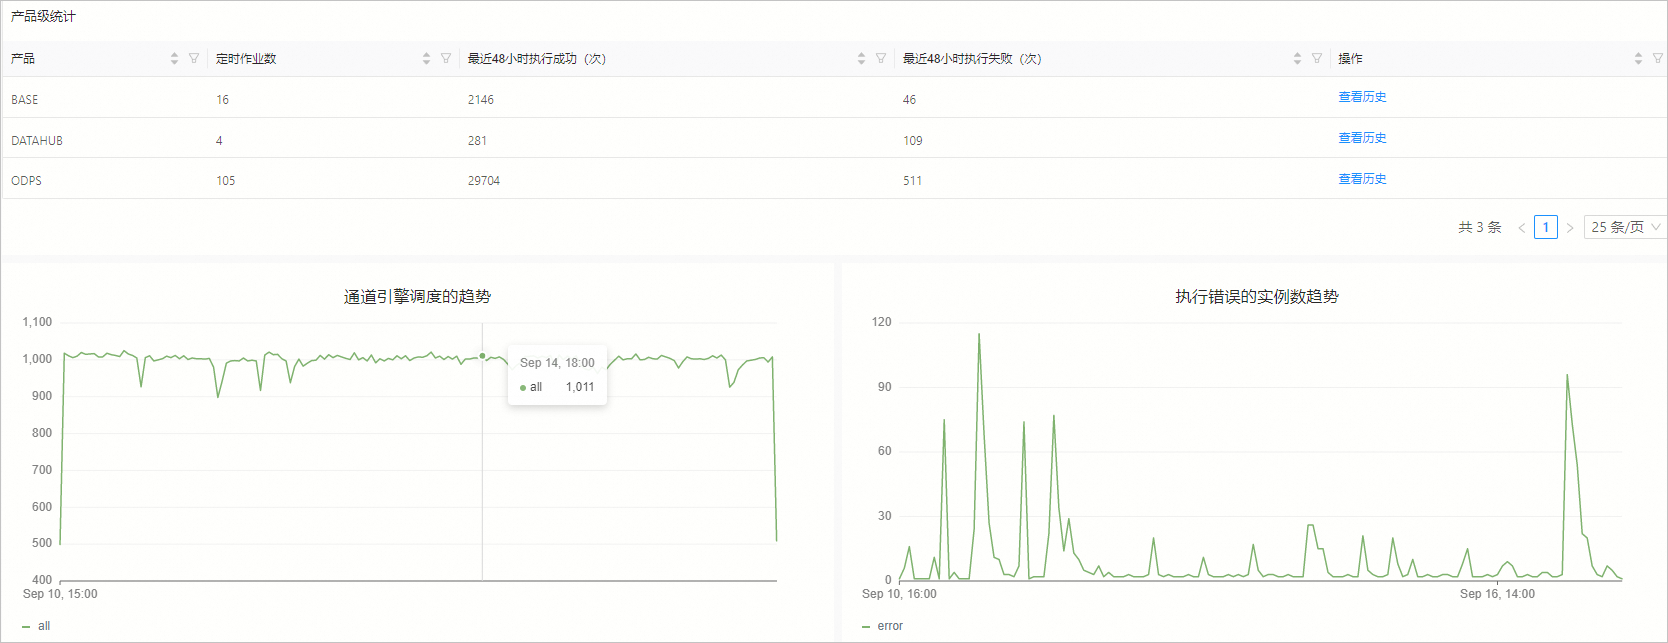 产品级统计
产品 定时作业数 最近48小时执行成功（次） 最近48小时执行失败（次） 操作
BASE 16 2146 46 查看历史
DATAHUB 4 281 109 查看历史
ODPS 105 29704 511 查看历史
共 3 条 < 1 > 25 条/页
通道引擎调度的趋势
1,100
1,000
900
800
700
600
500
400
Sep 14, 18:00
all 1,011
Sep 10, 15:00
all
执行错误的实例数趋势
120
90
60
30
0
Sep 10, 16:00 Sep 16, 14:00
error